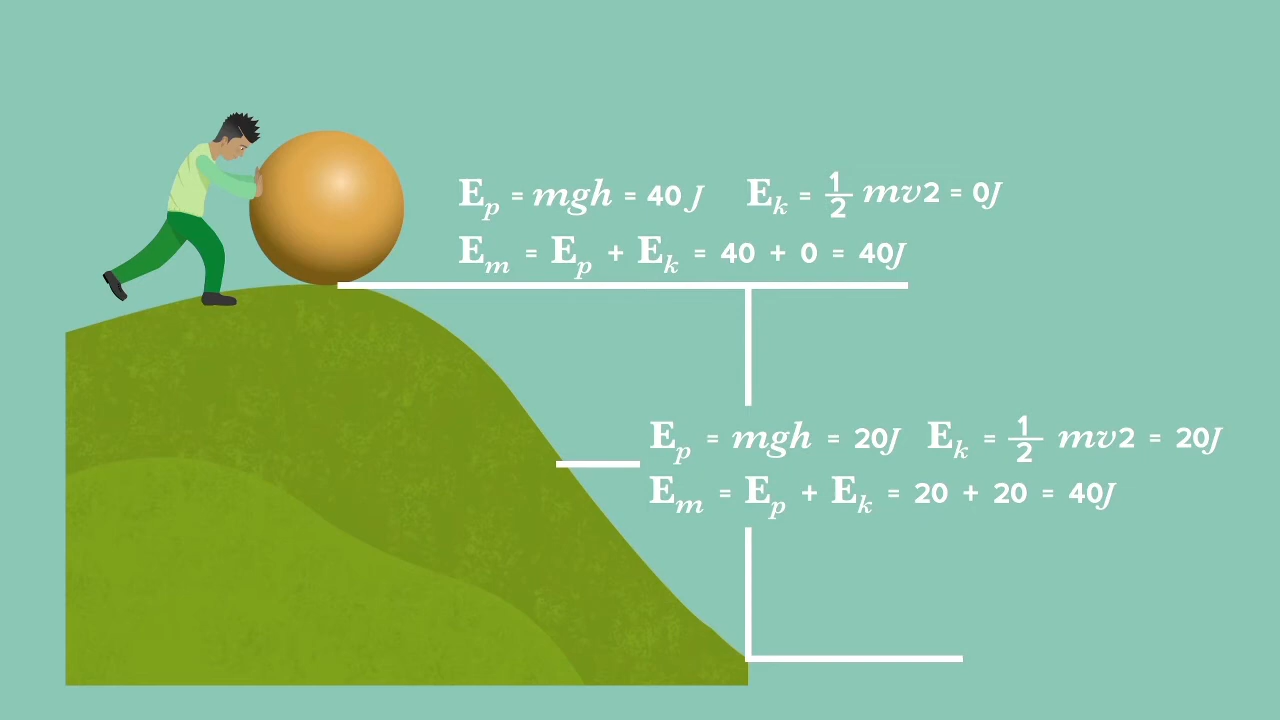 Ep = mgh = 40 J Ek = 1/2 mv2 = 0J
Em = Ep + Ek = 40 + 0 = 40J
Ep = mgh = 20J Ek = 1/2 mv2 = 20J
Em = Ep + Ek = 20 + 20 = 40J